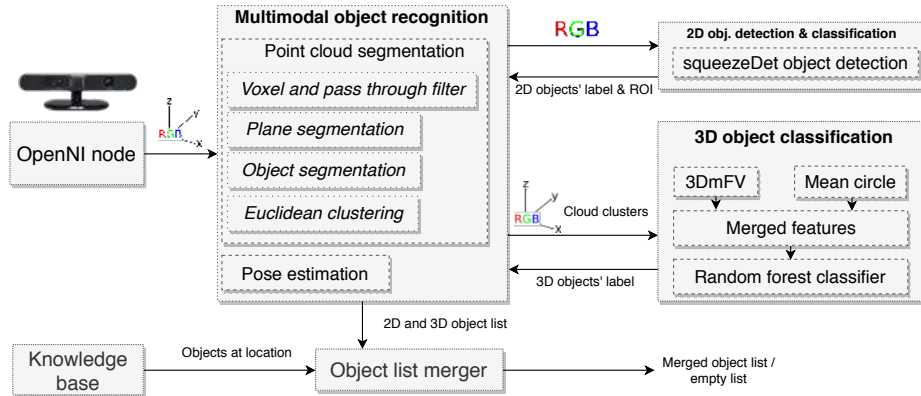 Multimodal object recognition
Point cloud segmentation
Voxel and pass through filter
Plane segmentation
Object segmentation
Euclidean clustering
Pose estimation
OpenNI node
z
y
RGB
x
RGB
2D objects' label & ROI
2D obj. detection & classification
squeezeDet object detection
z
y
RGB
x
Cloud clusters
3D objects' label
3D object classification
3DmFV
Mean circle
Merged features
Random forest classifier
2D and 3D object list
Knowledge
base
Objects at location
Object list merger
Merged object list /
empty list